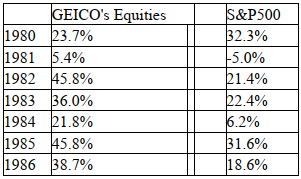 GEICO's Equities S&P500
1980 23.7% 32.3%
1981 5.4% -5.0%
1982 45.8% 21.4%
1983 36.0% 22.4%
1984 21.8% 6.2%
1985 45.8% 31.6%
1986 38.7% 18.6%